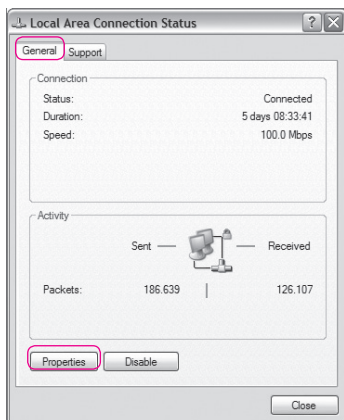 Local Area Connection Status
General Support
Connection
Status: Connected
Duration: 5 days 08:33:41
Speed: 100.0 Mbps
Activity
Sent Received
Packets: 186.639 | 126.107
Properties Disable
Close